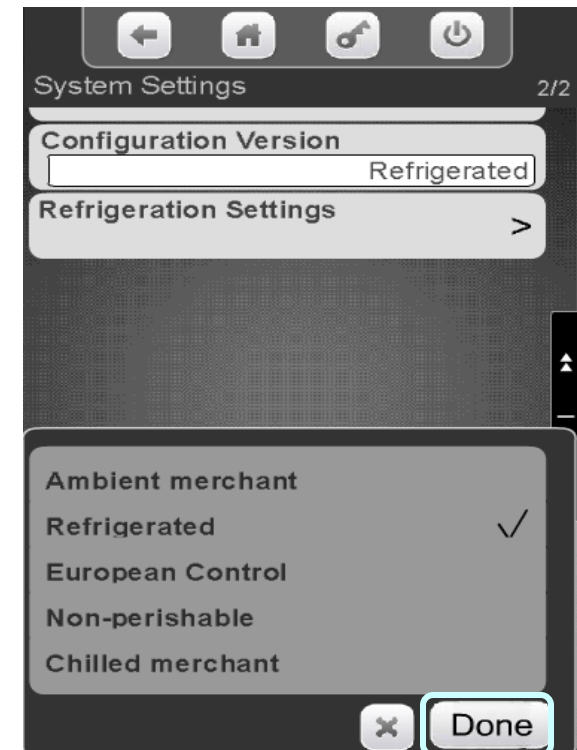 System Settings 2/2
Configuration Version
Refrigerated
Refrigeration Settings
>
Ambient merchant
Refrigerated
European Control
Non-perishable
Chilled merchant
Done